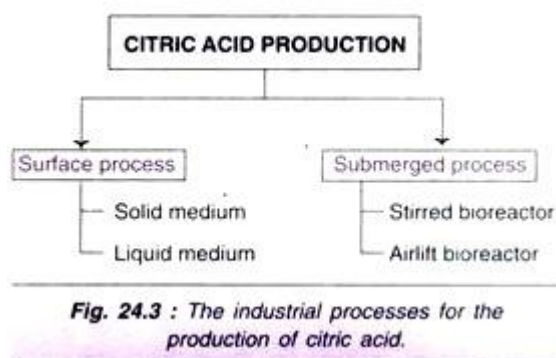 CITRIC ACID PRODUCTION
Surface process
Submerged process
Solid medium
Stirred bioreactor
Liquid medium
Airlift bioreactor
Fig. 24.3 : The industrial processes for the
production of citric acid.